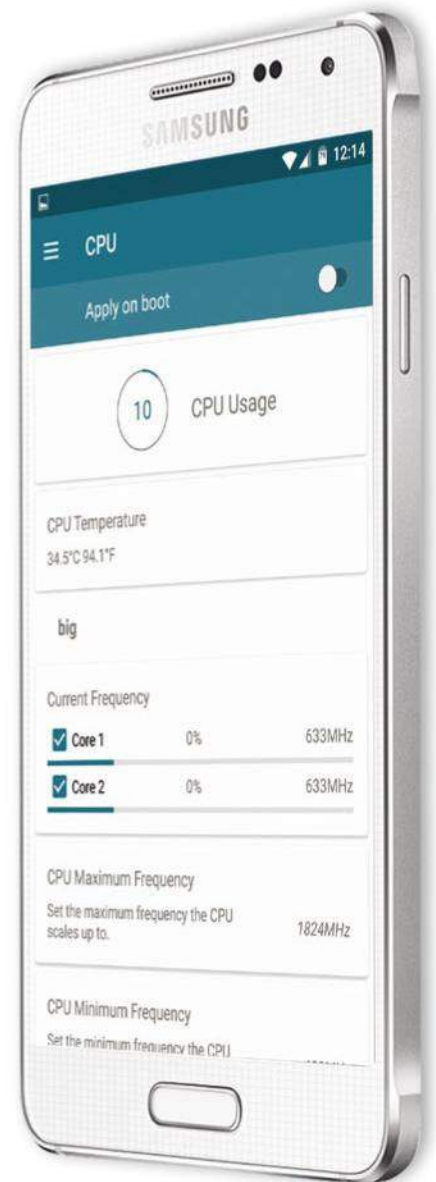 SAMSUNG
12:14
CPU
Apply on boot
10 CPU Usage
CPU Temperature
34.5°C 94.1°F
big
Current Frequency
Core 1 0% 633MHz
Core 2 0% 633MHz
CPU Maximum Frequency
Set the maximum frequency the CPU
scales up to. 1824MHz
CPU Minimum Frequency
Set the minimum frequency the CPU